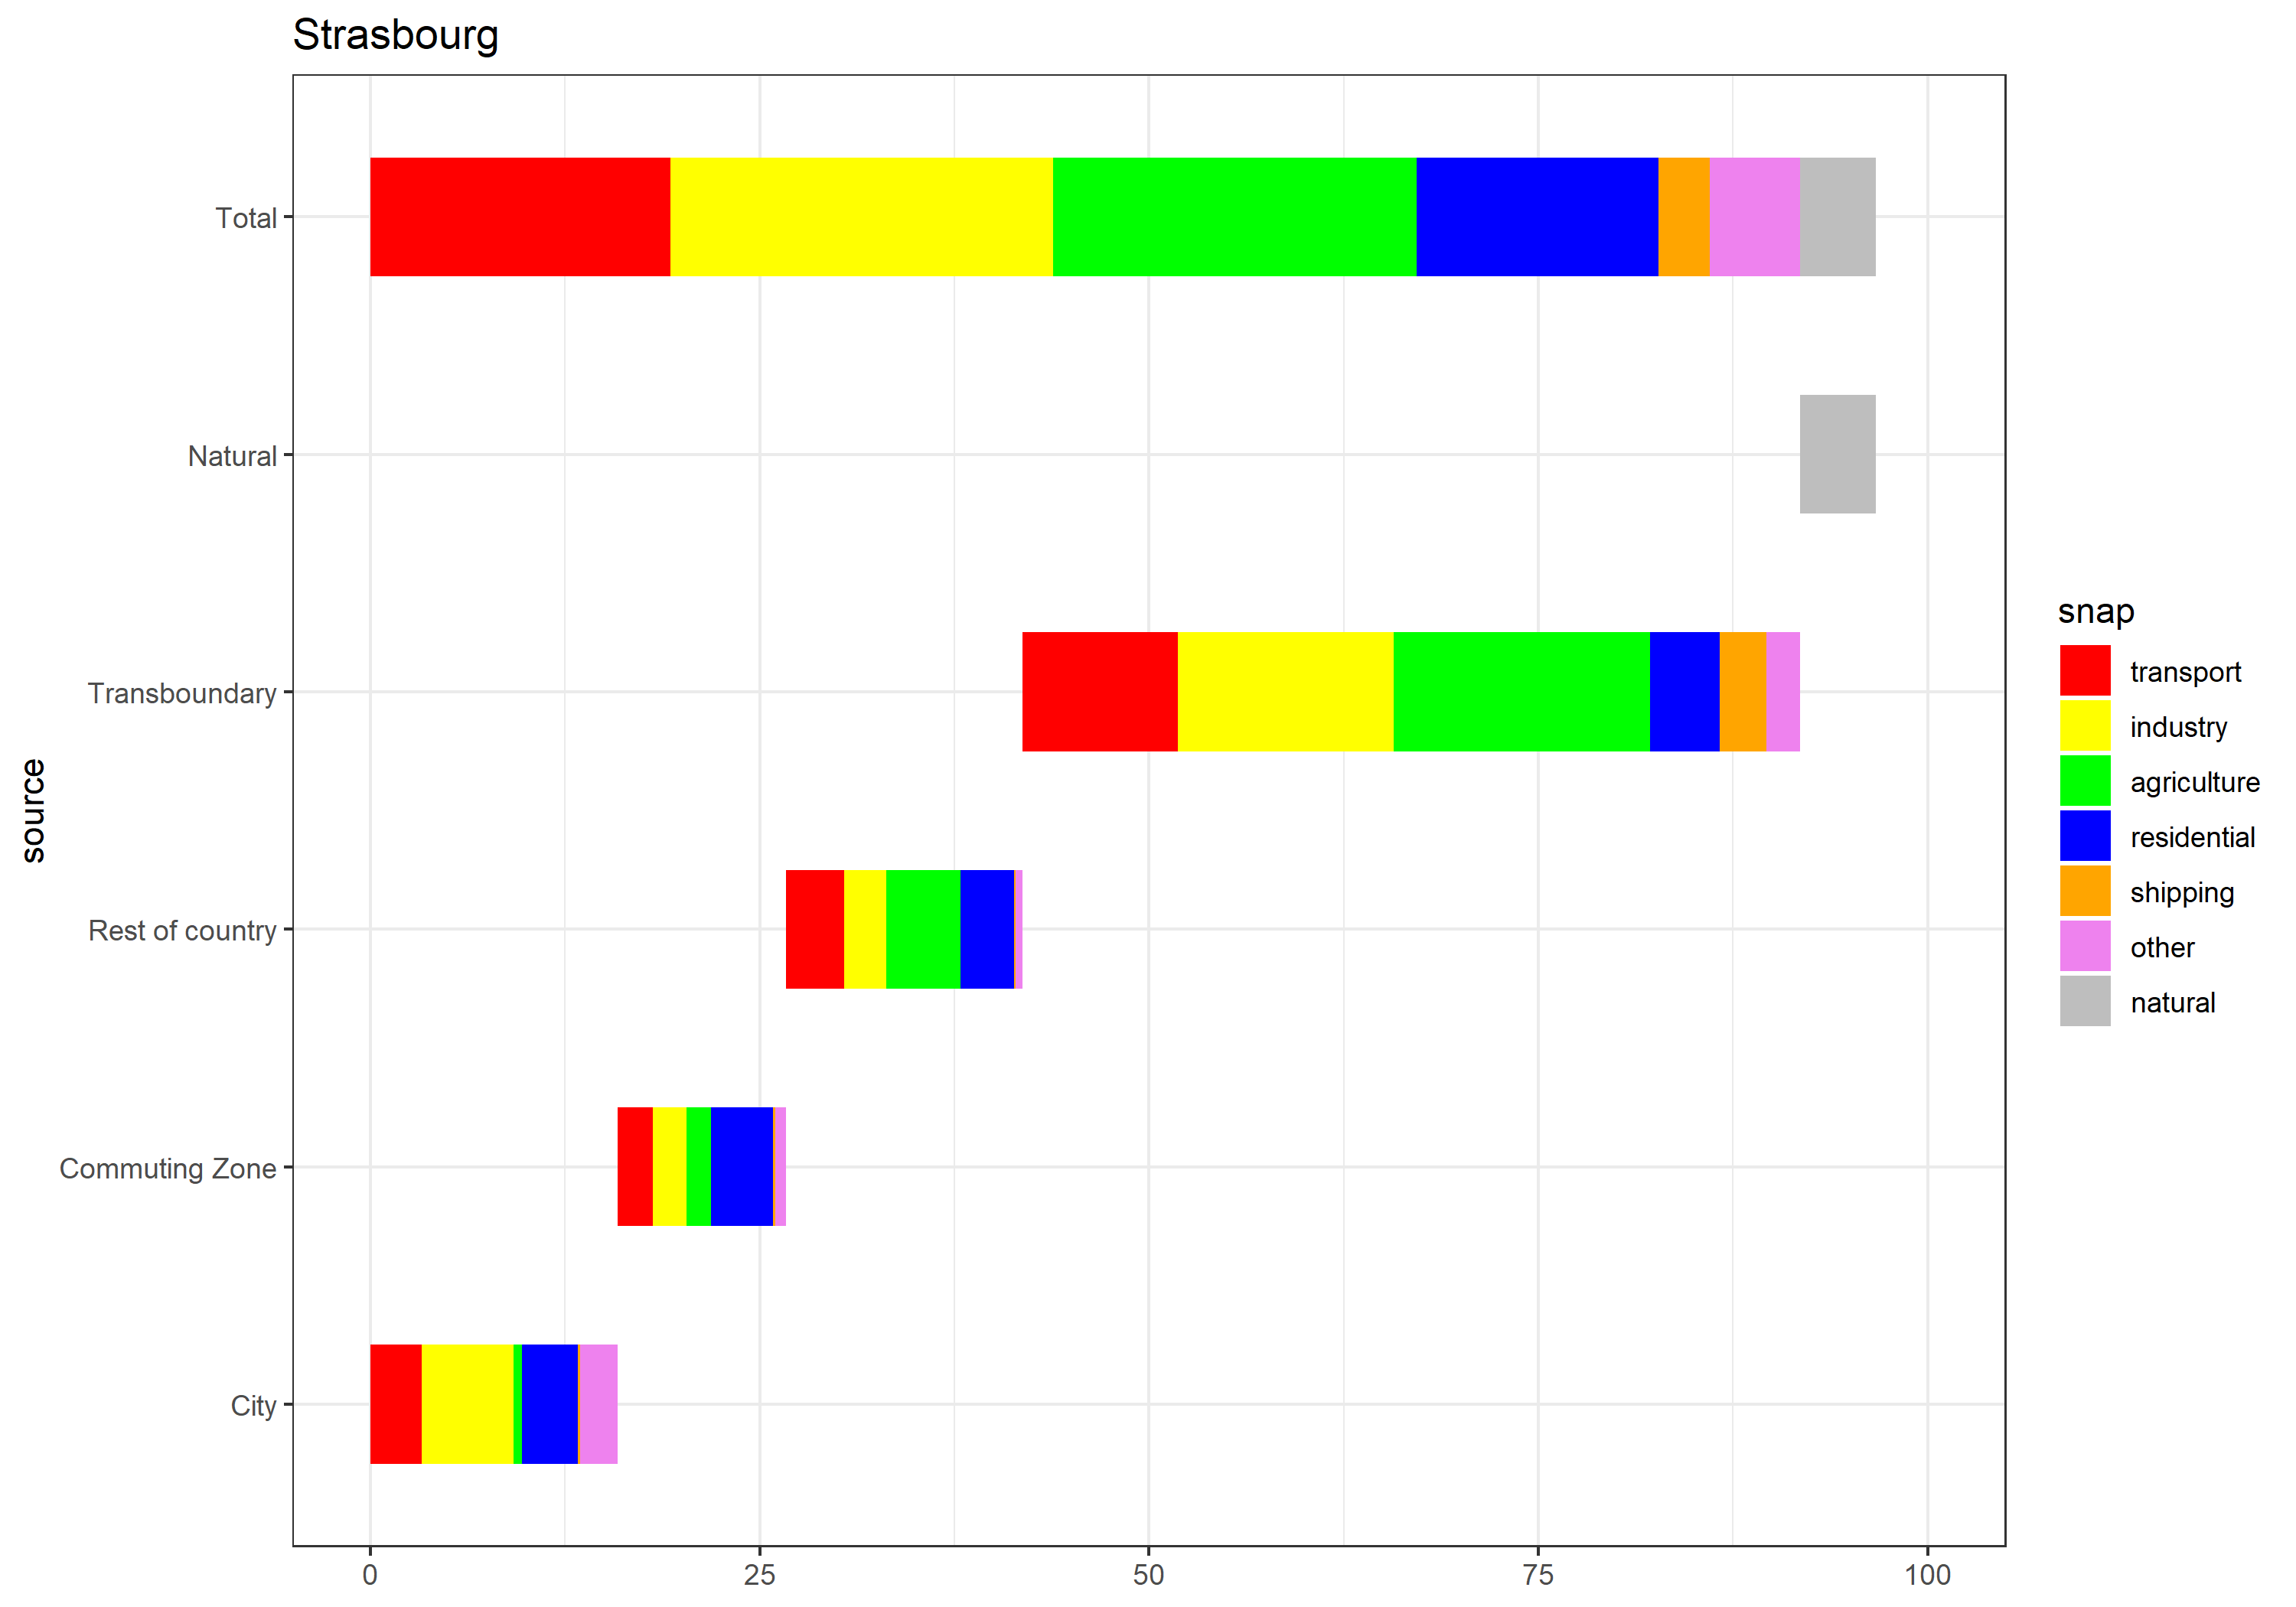 Strasbourg
Total
Natural
Transboundary
Rest of country
Commuting Zone
City
source
0 25 50 75 100
snap
transport
industry
agriculture
residential
shipping
other
natural